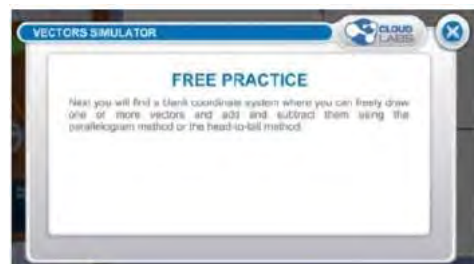 VECTORS SIMULATOR
CLOUD
LABS
FREE PRACTICE
Next you will find a blank coordinate system where you can freely draw
one or more vectors and add and subtract them using the
parallelogram method or the head-to-tail method.